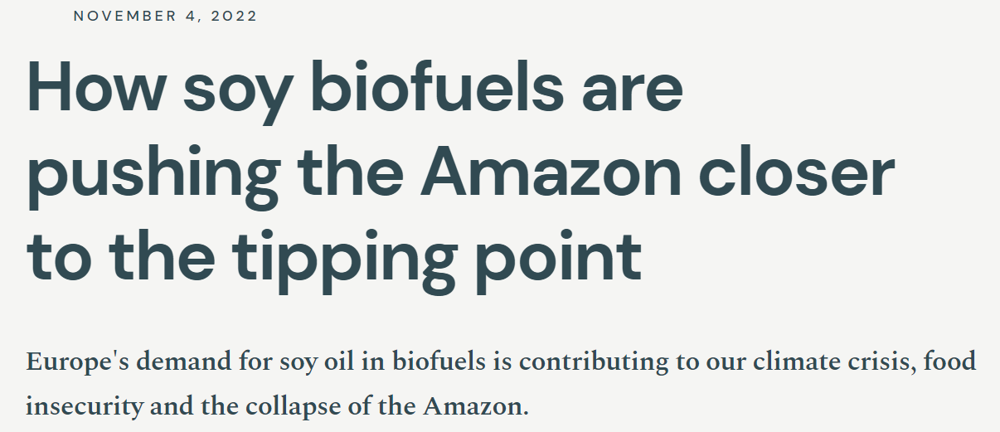 NOVEMBER 4, 2022
How soy biofuels are
pushing the Amazon closer
to the tipping point
Europe's demand for soy oil in biofuels is contributing to our climate crisis, food
insecurity and the collapse of the Amazon.